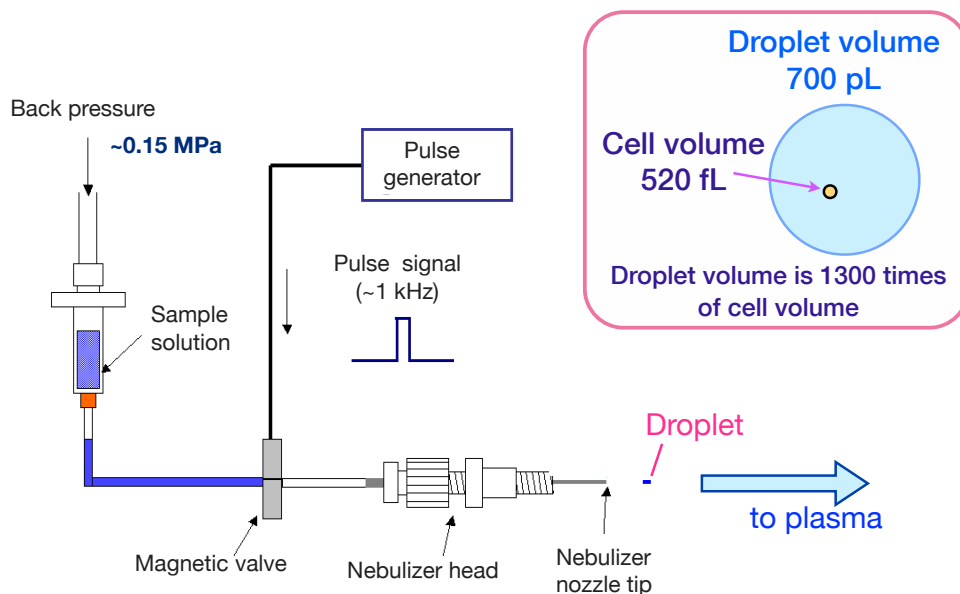 Back pressure
~0.15 MPa
Pulse
generator
Droplet volume
700 pL
Cell volume
520 fL
Droplet volume is 1300 times
of cell volume
Pulse signal
(~1 kHz)
Sample
solution
Droplet
to plasma
Magnetic valve
Nebulizer head
Nebulizer
nozzle tip